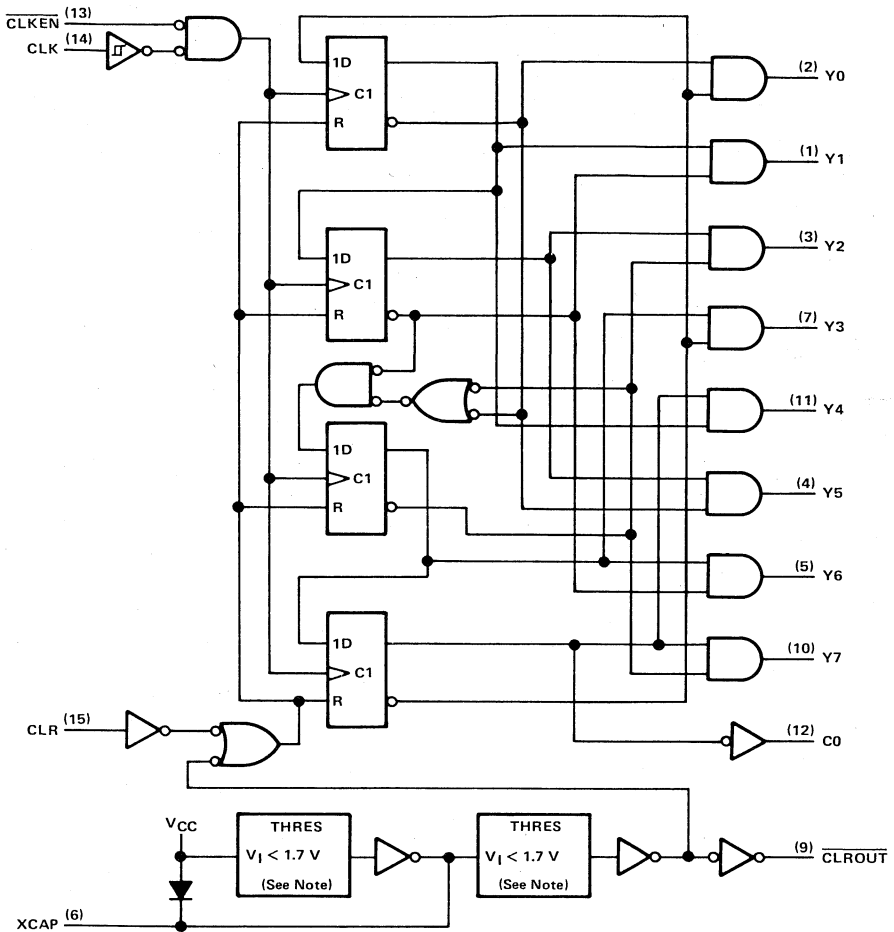 CLKEN (13)
CLK (14)
1D
C1
R
(2) Y0
(1) Y1
1D
C1
R
(3) Y2
(7) Y3
(11) Y4
1D
C1
R
(4) Y5
(5) Y6
1D
C1
R
(10) Y7
CLR (15)
(12) C0
VCC
THRES
VI < 1.7 V
(See Note)
THRES
VI < 1.7 V
(See Note)
(9) CLROUT
XCAP (6)